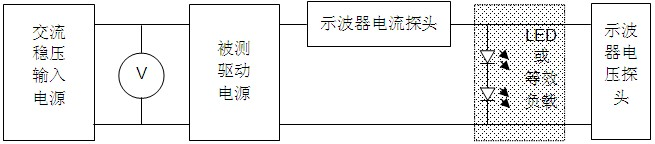 交流
稳压
输入
电源
V
被测
驱动
电源
示波器电流探头
LED
或
等效
负载
示波
器电
压探
头